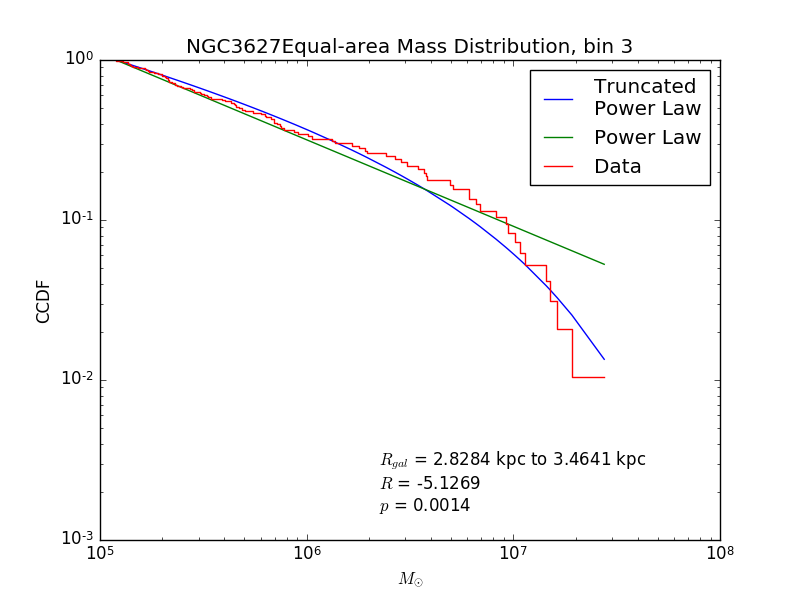 NGC3627Equal-area Mass Distribution, bin 3
10^0
10^-1
10^-2
10^-3
CCDF
Truncated
Power Law
Power Law
Data
R_gal = 2.8284 kpc to 3.4641 kpc
R = -5.1269
p = 0.0014
10^5
10^6
10^7
10^8
M_⊙